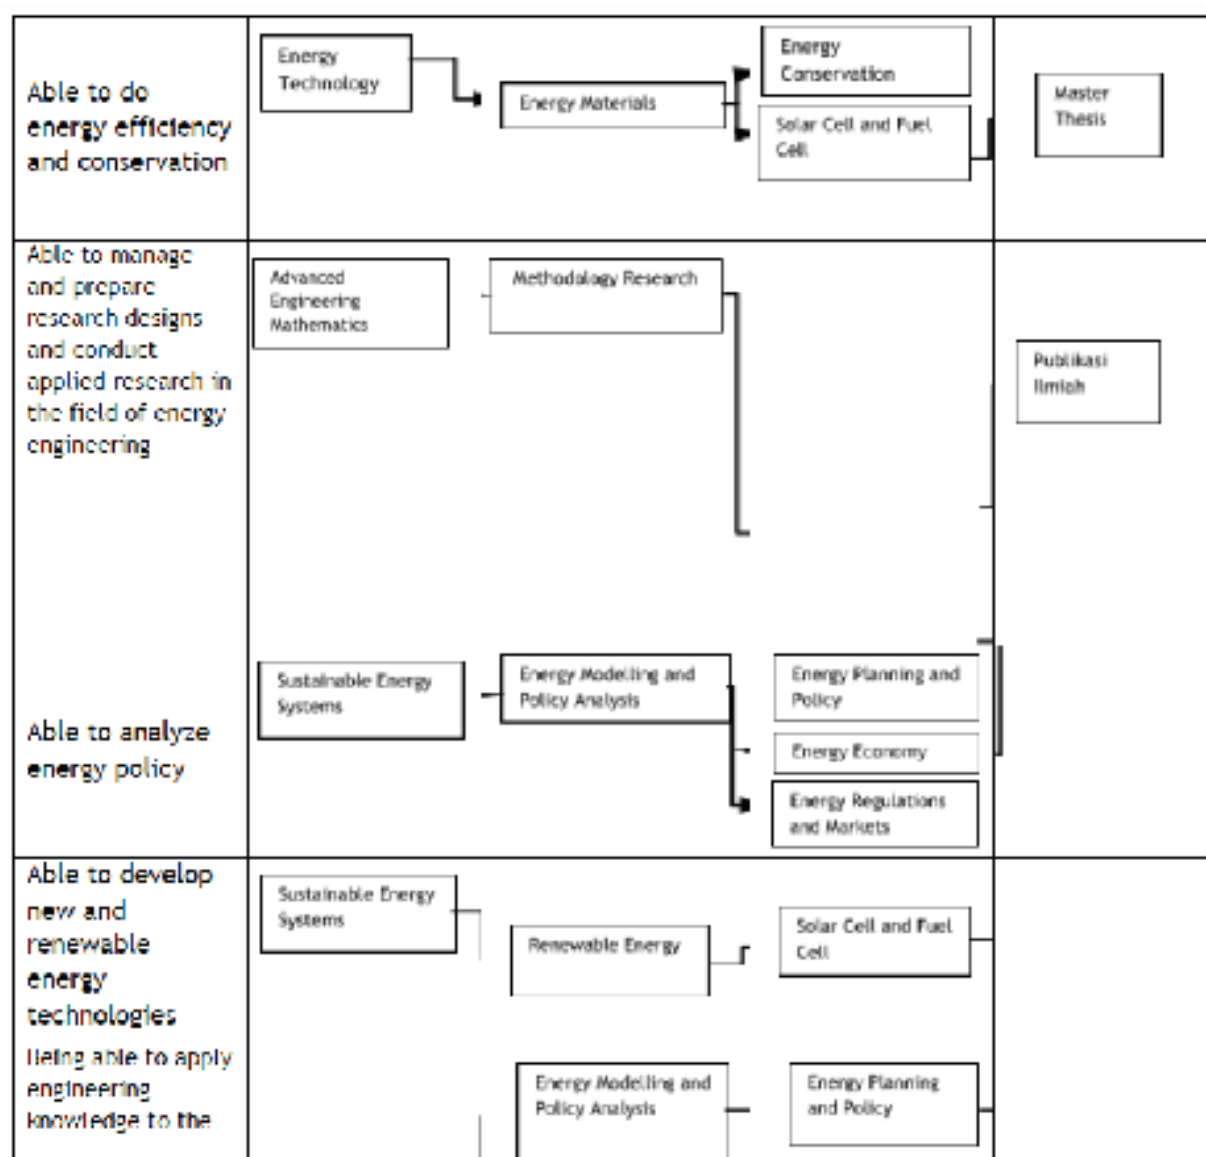 Able to do
energy efficiency
and conservation
Energy
Technology
Energy Materials
Energy
Conservation
Solar Cell and Fuel
Cell
Master
Thesis
Able to manage
and prepare
research designs
and conduct
applied research in
the field of energy
engineering
Advanced
Engineering
Mathematics
Methodology Research
Publikasi
Ilmiah
Able to analyze
energy policy
Sustainable Energy
Systems
Energy Modelling and
Policy Analysis
Energy Planning and
Policy
Energy Economy
Energy Regulations
and Markets
Able to develop
new and
renewable
energy
technologies
Sustainable Energy
Systems
Renewable Energy
Solar Cell and Fuel
Cell
Being able to apply
engineering
knowledge to the
Energy Modelling and
Policy Analysis
Energy Planning
and Policy